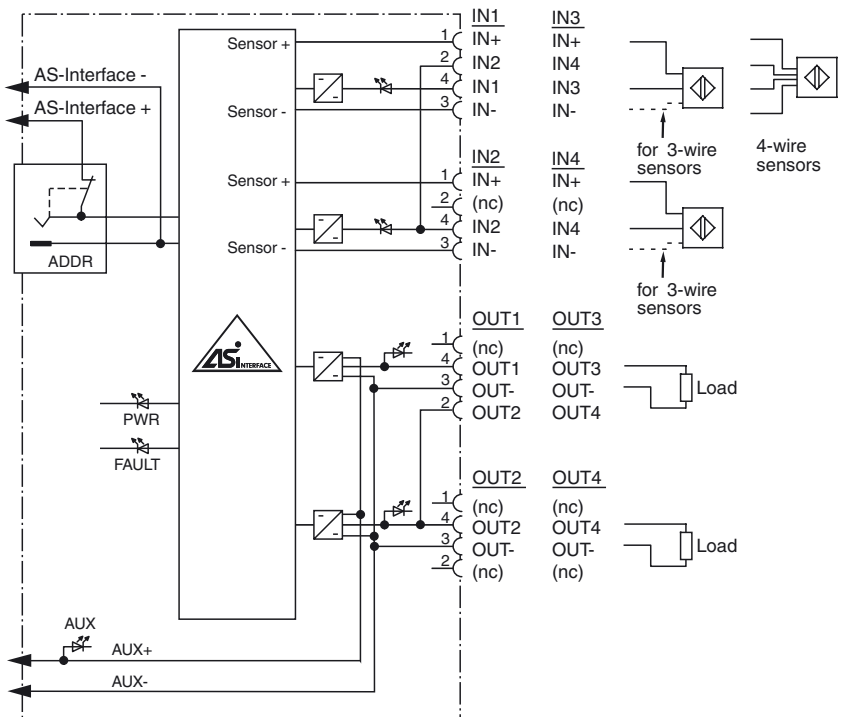 IN1 IN3
Sensor + 1 IN+ IN+
2 IN2 IN4
AS-Interface - 4 IN1 IN3
AS-Interface + Sensor - 3 IN- IN-
for 3-wire sensors
4-wire sensors
IN2 IN4
Sensor + 1 IN+ IN+
2 (nc) (nc)
4 IN2 IN4
Sensor - 3 IN- IN-
ADDR
for 3-wire sensors
OUT1 OUT3
1 (nc) (nc)
ASi INTERFACE
4 OUT1 OUT3
3 OUT- OUT- Load
2 OUT2 OUT4
PWR
FAULT
OUT2 OUT4
1 (nc) (nc)
4 OUT2 OUT4
3 OUT- OUT- Load
2 (nc) (nc)
AUX
AUX+
AUX-